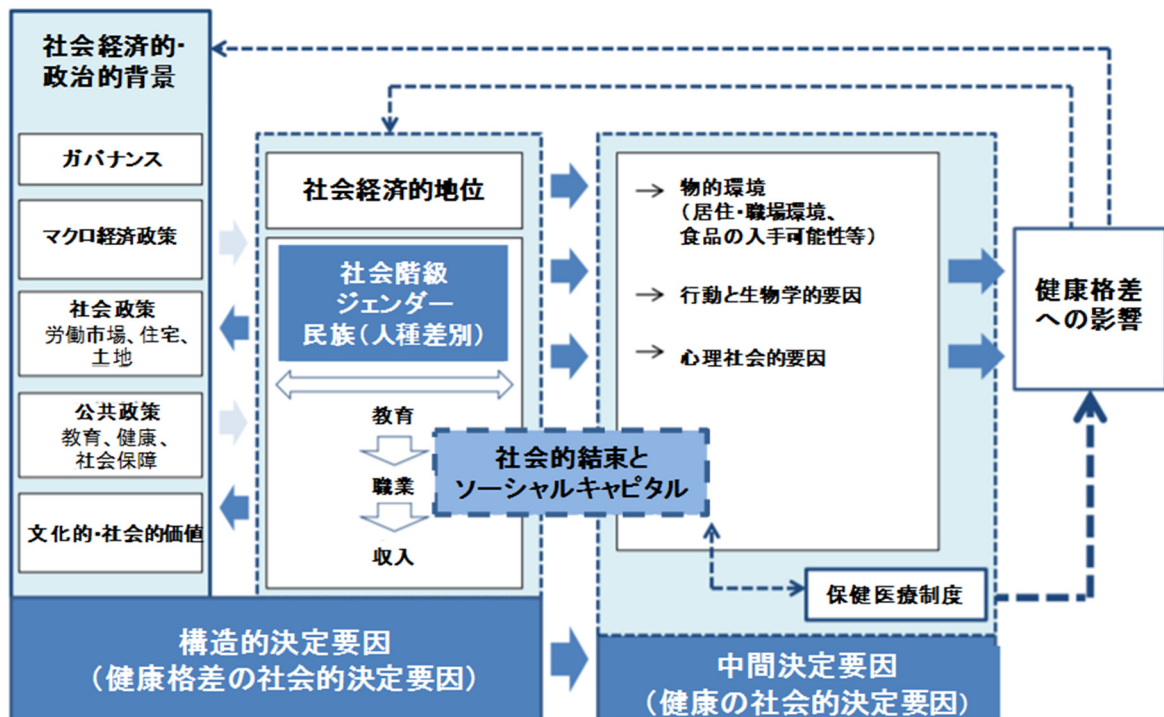 社会経済的・
政治的背景
ガバナンス
マクロ経済政策
社会政策
労働市場、住宅、
土地
公共政策
教育、健康、
社会保障
文化的・社会的価値
社会経済的地位
社会階級
ジェンダー
民族（人種差別）
教育
職業
収入
社会的結束と
ソーシャルキャピタル
物的環境
（居住・職場環境、
食品の入手可能性等）
行動と生物学的要因
心理社会的要因
保健医療制度
健康格差
への影響
構造的決定要因
（健康格差の社会的決定要因）
中間決定要因
（健康の社会的決定要因）